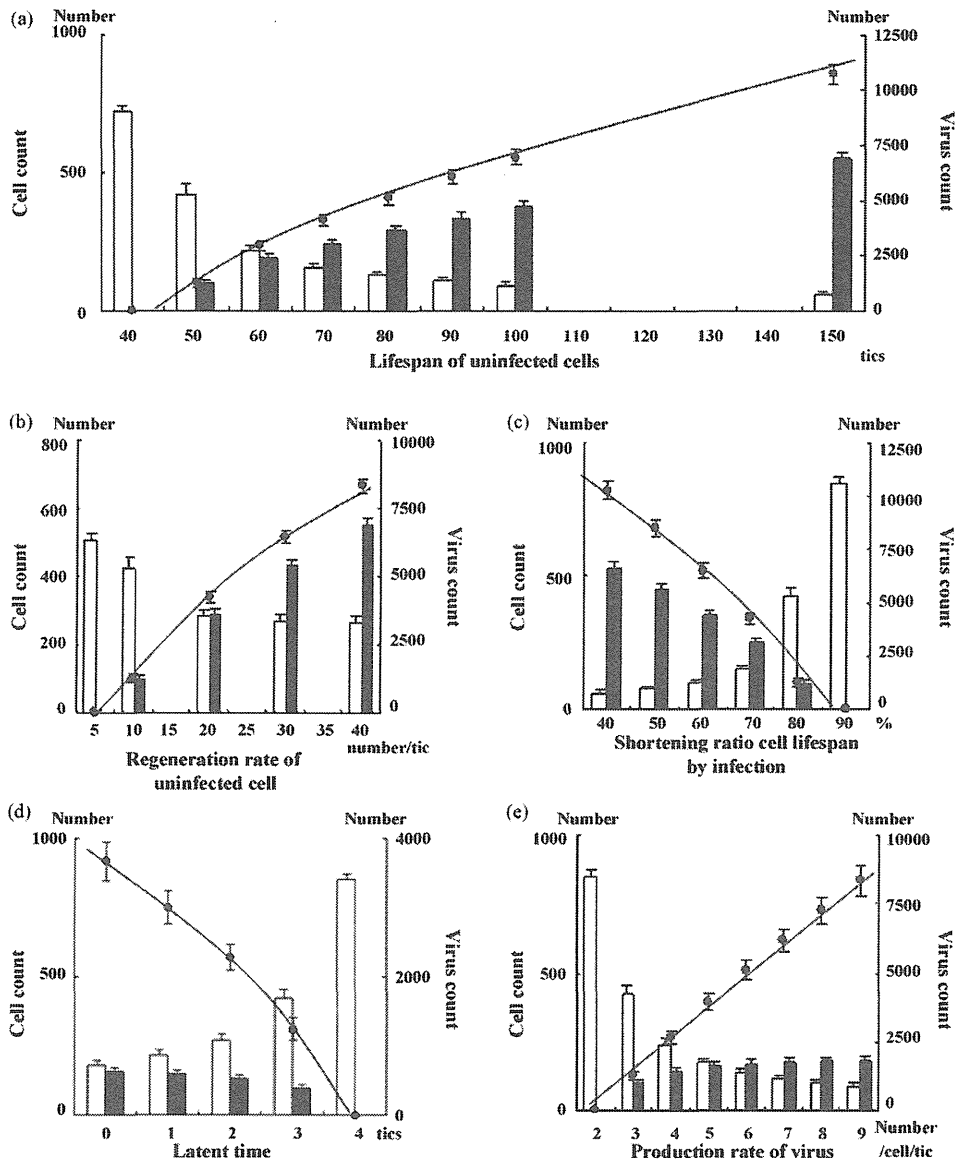 (a)
Number
Number
1000
500
0
Cell count
12500
10000
7500
5000
2500
0
Virus count
40 50 60 70 80 90 100 110 120 130 140 150
tics
Lifespan of uninfected cells
(b)
Number
Number
800
600
400
200
0
Cell count
10000
7500
5000
2500
0
Virus count
5 10 15 20 25 30 35 40
number/tic
Regeneration rate of
uninfected cell
(c)
Number
Number
1000
500
0
Cell count
12500
10000
7500
5000
2500
0
Virus count
40 50 60 70 80 90 %
Shortening ratio cell lifespan
by infection
(d)
Number
Number
1000
500
0
Cell count
4000
2000
0
Virus count
0 1 2 3 4 tics
Latent time
(e)
Number
Number
1000
500
0
Cell count
10000
7500
5000
2500
0
Virus count
2 3 4 5 6 7 8 9 Number
/cell/tic
Production rate of virus